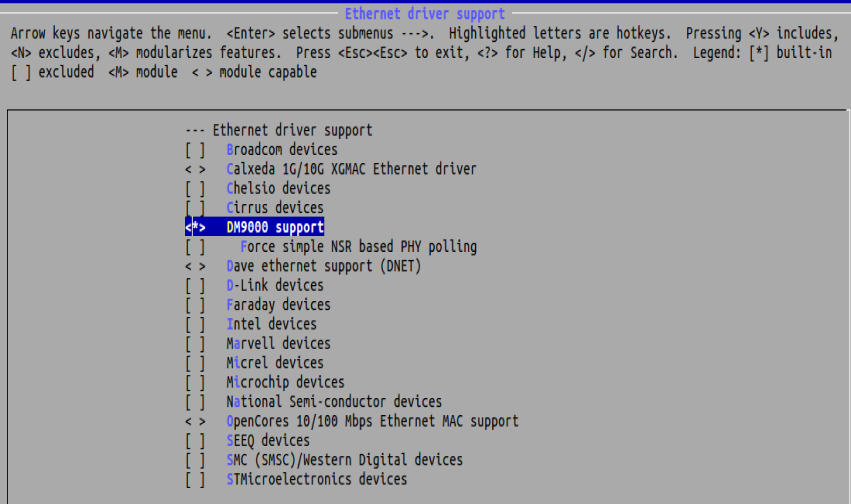 Ethernet driver support
Arrow keys navigate the menu.  <Enter> selects submenus --->.  Highlighted letters are hotkeys.  Pressing <Y> includes,
<N> excludes, <M> modularizes features.  Press <Esc><Esc> to exit, <?> for Help, </> for Search.  Legend: [*] built-in
[ ] excluded  <M> module  < > module capable
--- Ethernet driver support
[ ]   Broadcom devices
< >   Calxeda 1G/10G XGMAC Ethernet driver
[ ]   Chelsio devices
[ ]   Cirrus devices
<*>   DM9000 support
[ ]     Force simple NSR based PHY polling
< >   Dave ethernet support (DNET)
[ ]   D-Link devices
[ ]   Faraday devices
[ ]   Intel devices
[ ]   Marvell devices
[ ]   Micrel devices
[ ]   Microchip devices
[ ]   National Semi-conductor devices
< >   OpenCores 10/100 Mbps Ethernet MAC support
[ ]   SEEQ devices
[ ]   SMC (SMSC)/Western Digital devices
[ ]   STMicroelectronics devices